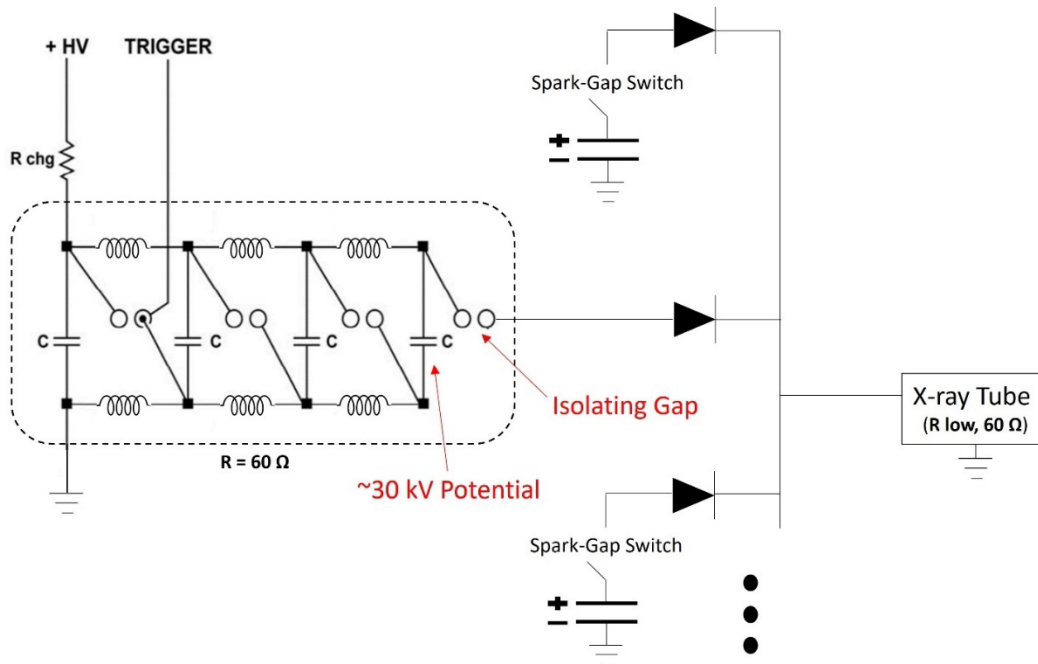 + HV
TRIGGER
R chg
C
C
C
C
R = 60 Ω
~30 kV Potential
Isolating Gap
Spark-Gap Switch
+
–
Spark-Gap Switch
+
–
X-ray Tube
(R low, 60 Ω)